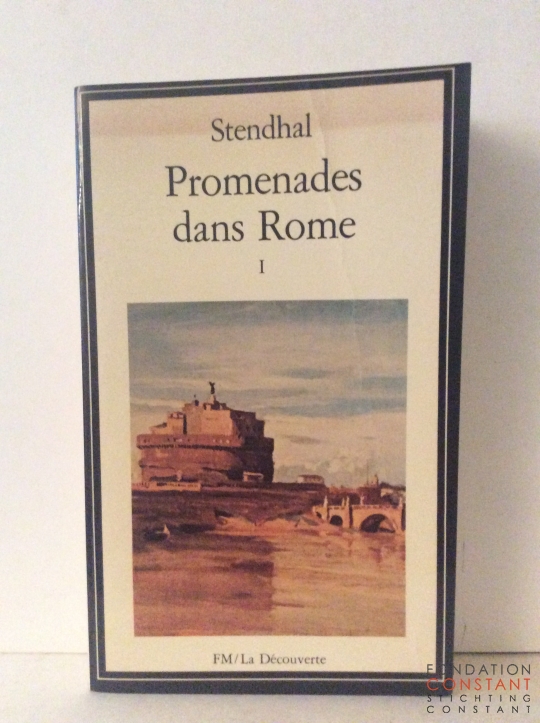 Stendhal
Promenades
dans Rome
I
FM/La Découverte
FONDATION
CONSTANT
STICHTING
CONSTANT